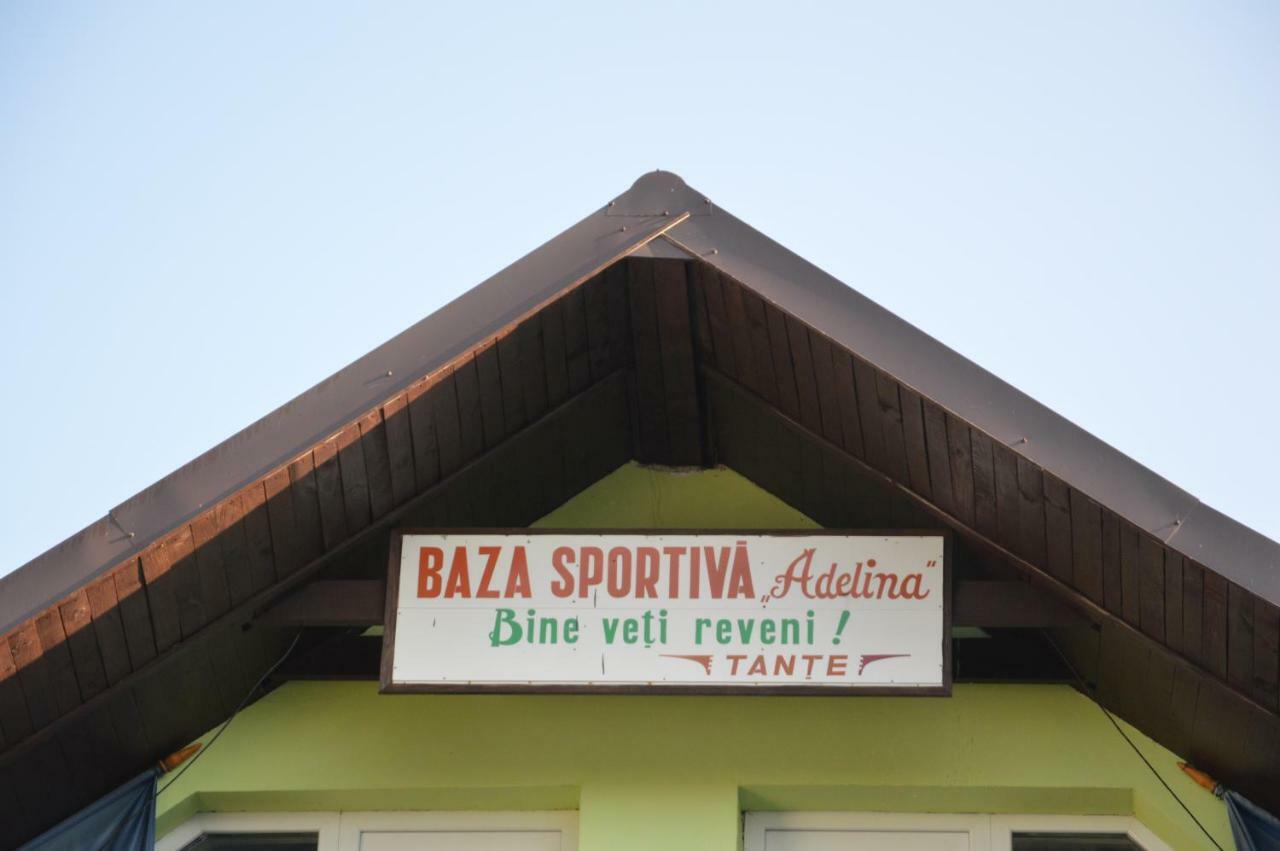 BAZA SPORTIVĂ „Adelina”
Bine veți reveni !
TANȚE